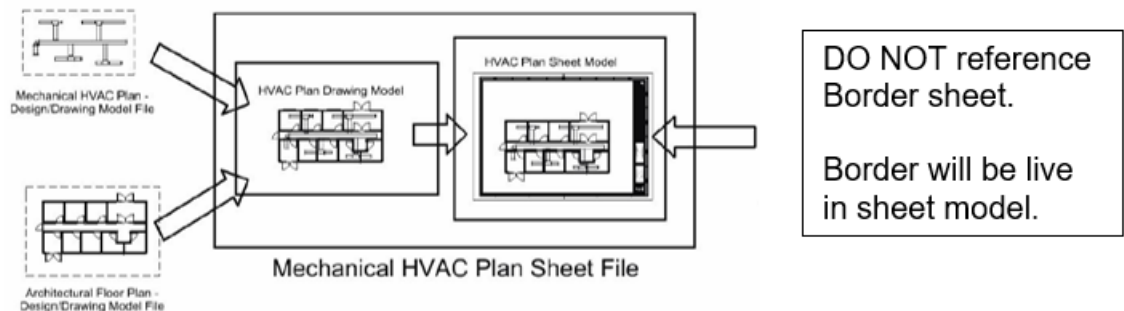 Mechanical HVAC Plan -
Design/Drawing Model File
Architectural Floor Plan -
Design/Drawing Model File
HVAC Plan Drawing Model
HVAC Plan Sheet Model
Mechanical HVAC Plan Sheet File
DO NOT reference
Border sheet.
Border will be live
in sheet model.